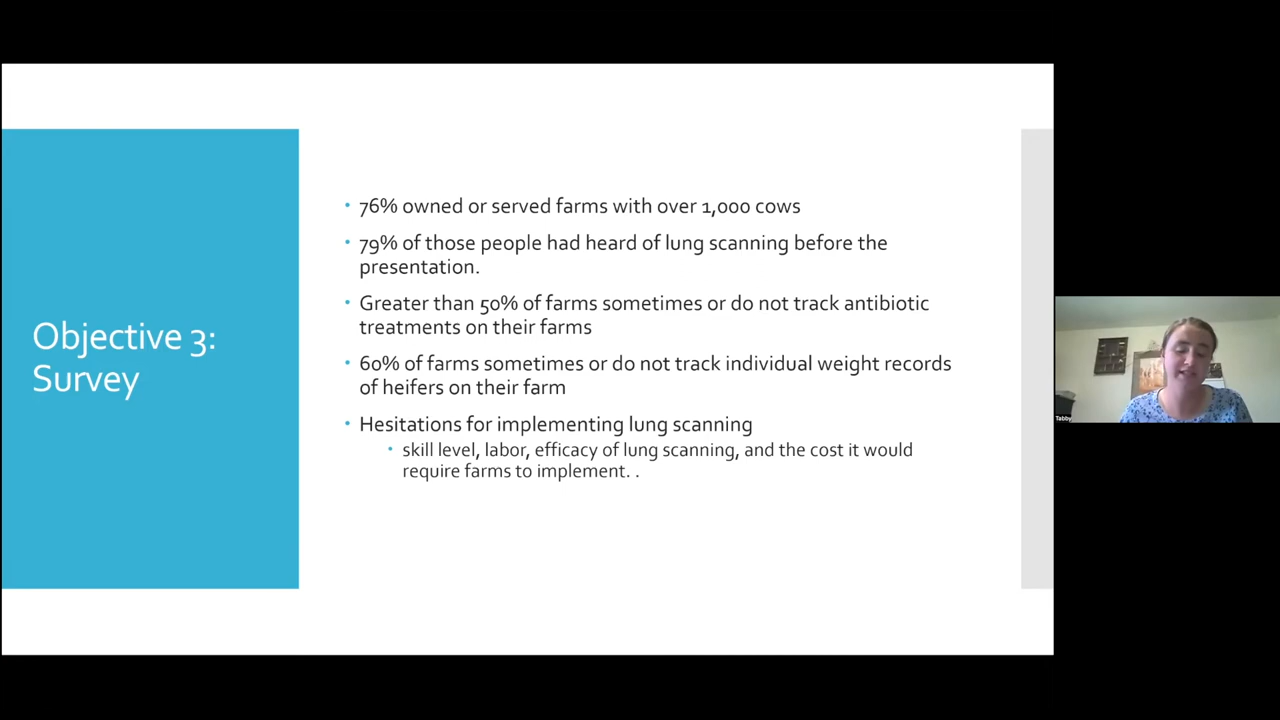 Objective 3:
Survey
• 76% owned or served farms with over 1,000 cows
• 79% of those people had heard of lung scanning before the
presentation.
• Greater than 50% of farms sometimes or do not track antibiotic
treatments on their farms
• 60% of farms sometimes or do not track individual weight records
of heifers on their farm
• Hesitations for implementing lung scanning
• skill level, labor, efficacy of lung scanning, and the cost it would
require farms to implement. .
Tabby